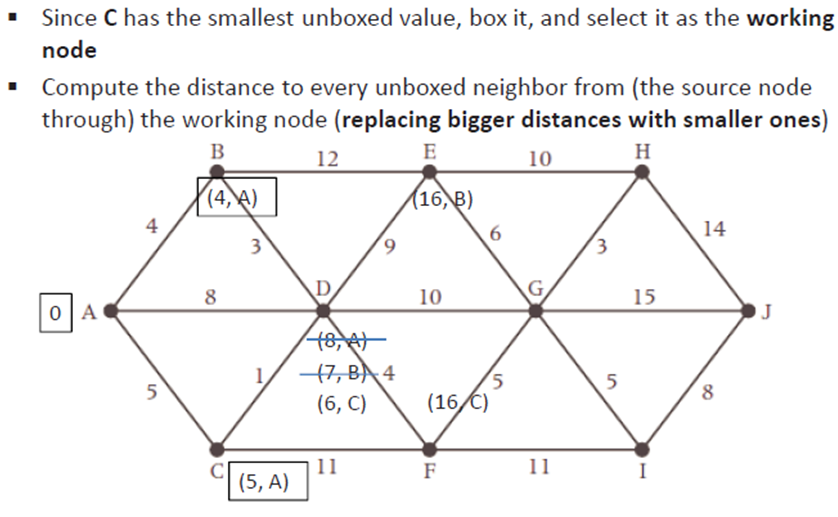 ▪ Since C has the smallest unboxed value, box it, and select it as the working
node
▪ Compute the distance to every unboxed neighbor from (the source node
through) the working node (replacing bigger distances with smaller ones)
B 12 E 10 H
(4, A) (16, B)
4 3 9 6 3 14
0 A 8 D 10 G 15 J
(8, A)
5 1 (7, B) 4 5 5 8
(6, C) (16, C)
C (5, A) 11 F 11 I